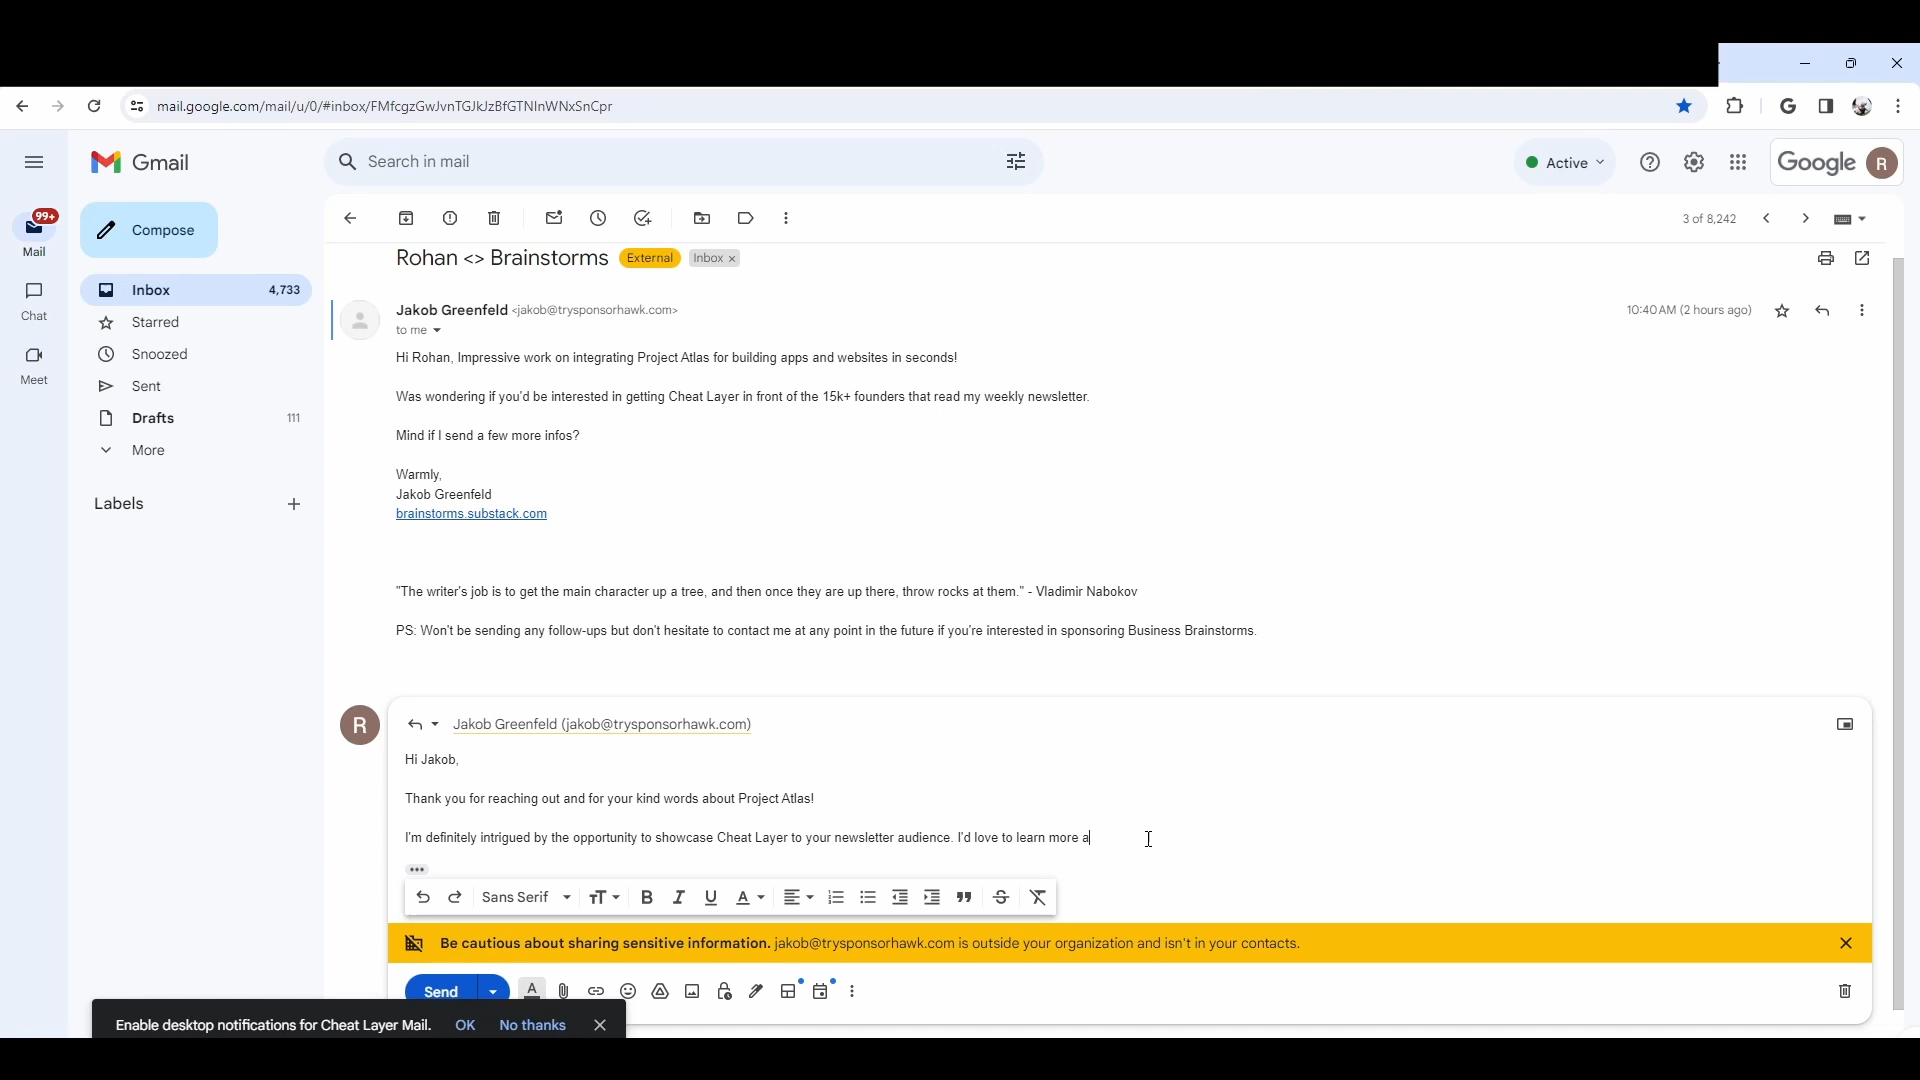 mail.google.com/mail/u/0/#inbox/FMfcgzGwJvnTGJkJzBfGTNlnWNxSnCpr
Gmail
Search in mail
Active
Google R
99+
Mail
Chat
Meet
Compose
Inbox 4,733
Starred
Snoozed
Sent
Drafts 111
More
Labels
3 of 8,242
Rohan <> Brainstorms External Inbox ×
Jakob Greenfeld <jakob@trysponsorhawk.com> 10:40 AM (2 hours ago)
to me
Hi Rohan, Impressive work on integrating Project Atlas for building apps and websites in seconds!
Was wondering if you'd be interested in getting Cheat Layer in front of the 15k+ founders that read my weekly newsletter.
Mind if I send a few more infos?
Warmly,
Jakob Greenfeld
brainstorms.substack.com
"The writer's job is to get the main character up a tree, and then once they are up there, throw rocks at them." - Vladimir Nabokov
PS: Won't be sending any follow-ups but don't hesitate to contact me at any point in the future if you're interested in sponsoring Business Brainstorms.
R
Jakob Greenfeld (jakob@trysponsorhawk.com)
Hi Jakob,
Thank you for reaching out and for your kind words about Project Atlas!
I'm definitely intrigued by the opportunity to showcase Cheat Layer to your newsletter audience. I'd love to learn more a
Sans Serif
Be cautious about sharing sensitive information. jakob@trysponsorhawk.com is outside your organization and isn't in your contacts.
Send
Enable desktop notifications for Cheat Layer Mail. OK No thanks